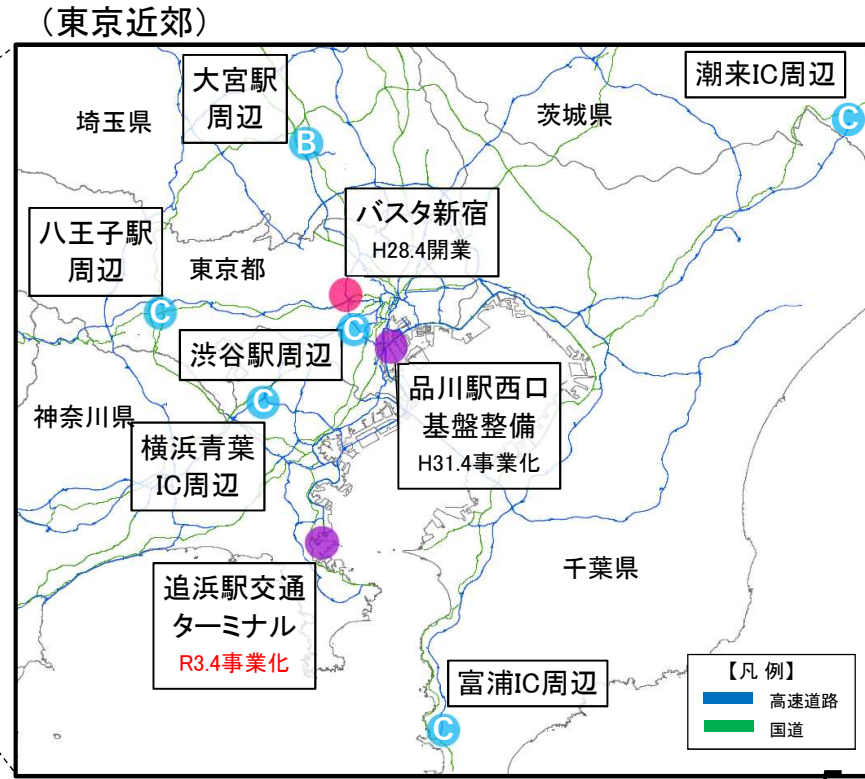 （東京近郊）
大宮駅
周辺
潮来IC周辺
埼玉県
茨城県
C
B
バスタ新宿
H28.4開業
八王子駅
周辺
東京都
C
C
渋谷駅周辺
品川駅西口
基盤整備
H31.4事業化
C
神奈川県
横浜青葉
IC周辺
追浜駅交通
ターミナル
R3.4事業化
千葉県
富浦IC周辺
C
【凡 例】
高速道路
国道